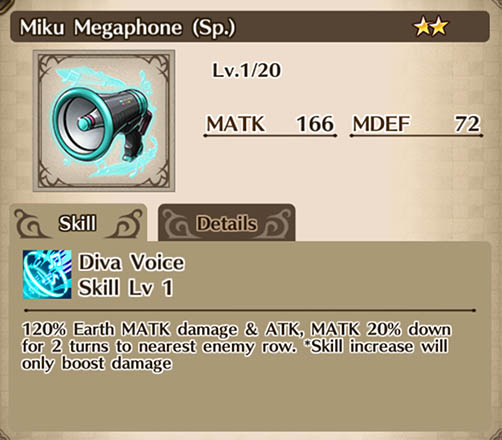 Miku Megaphone (Sp.)
Lv.1/20
MATK 166 MDEF 72
Skill Details
Diva Voice
Skill Lv 1
120% Earth MATK damage & ATK, MATK 20% down
for 2 turns to nearest enemy row. *Skill increase will
only boost damage